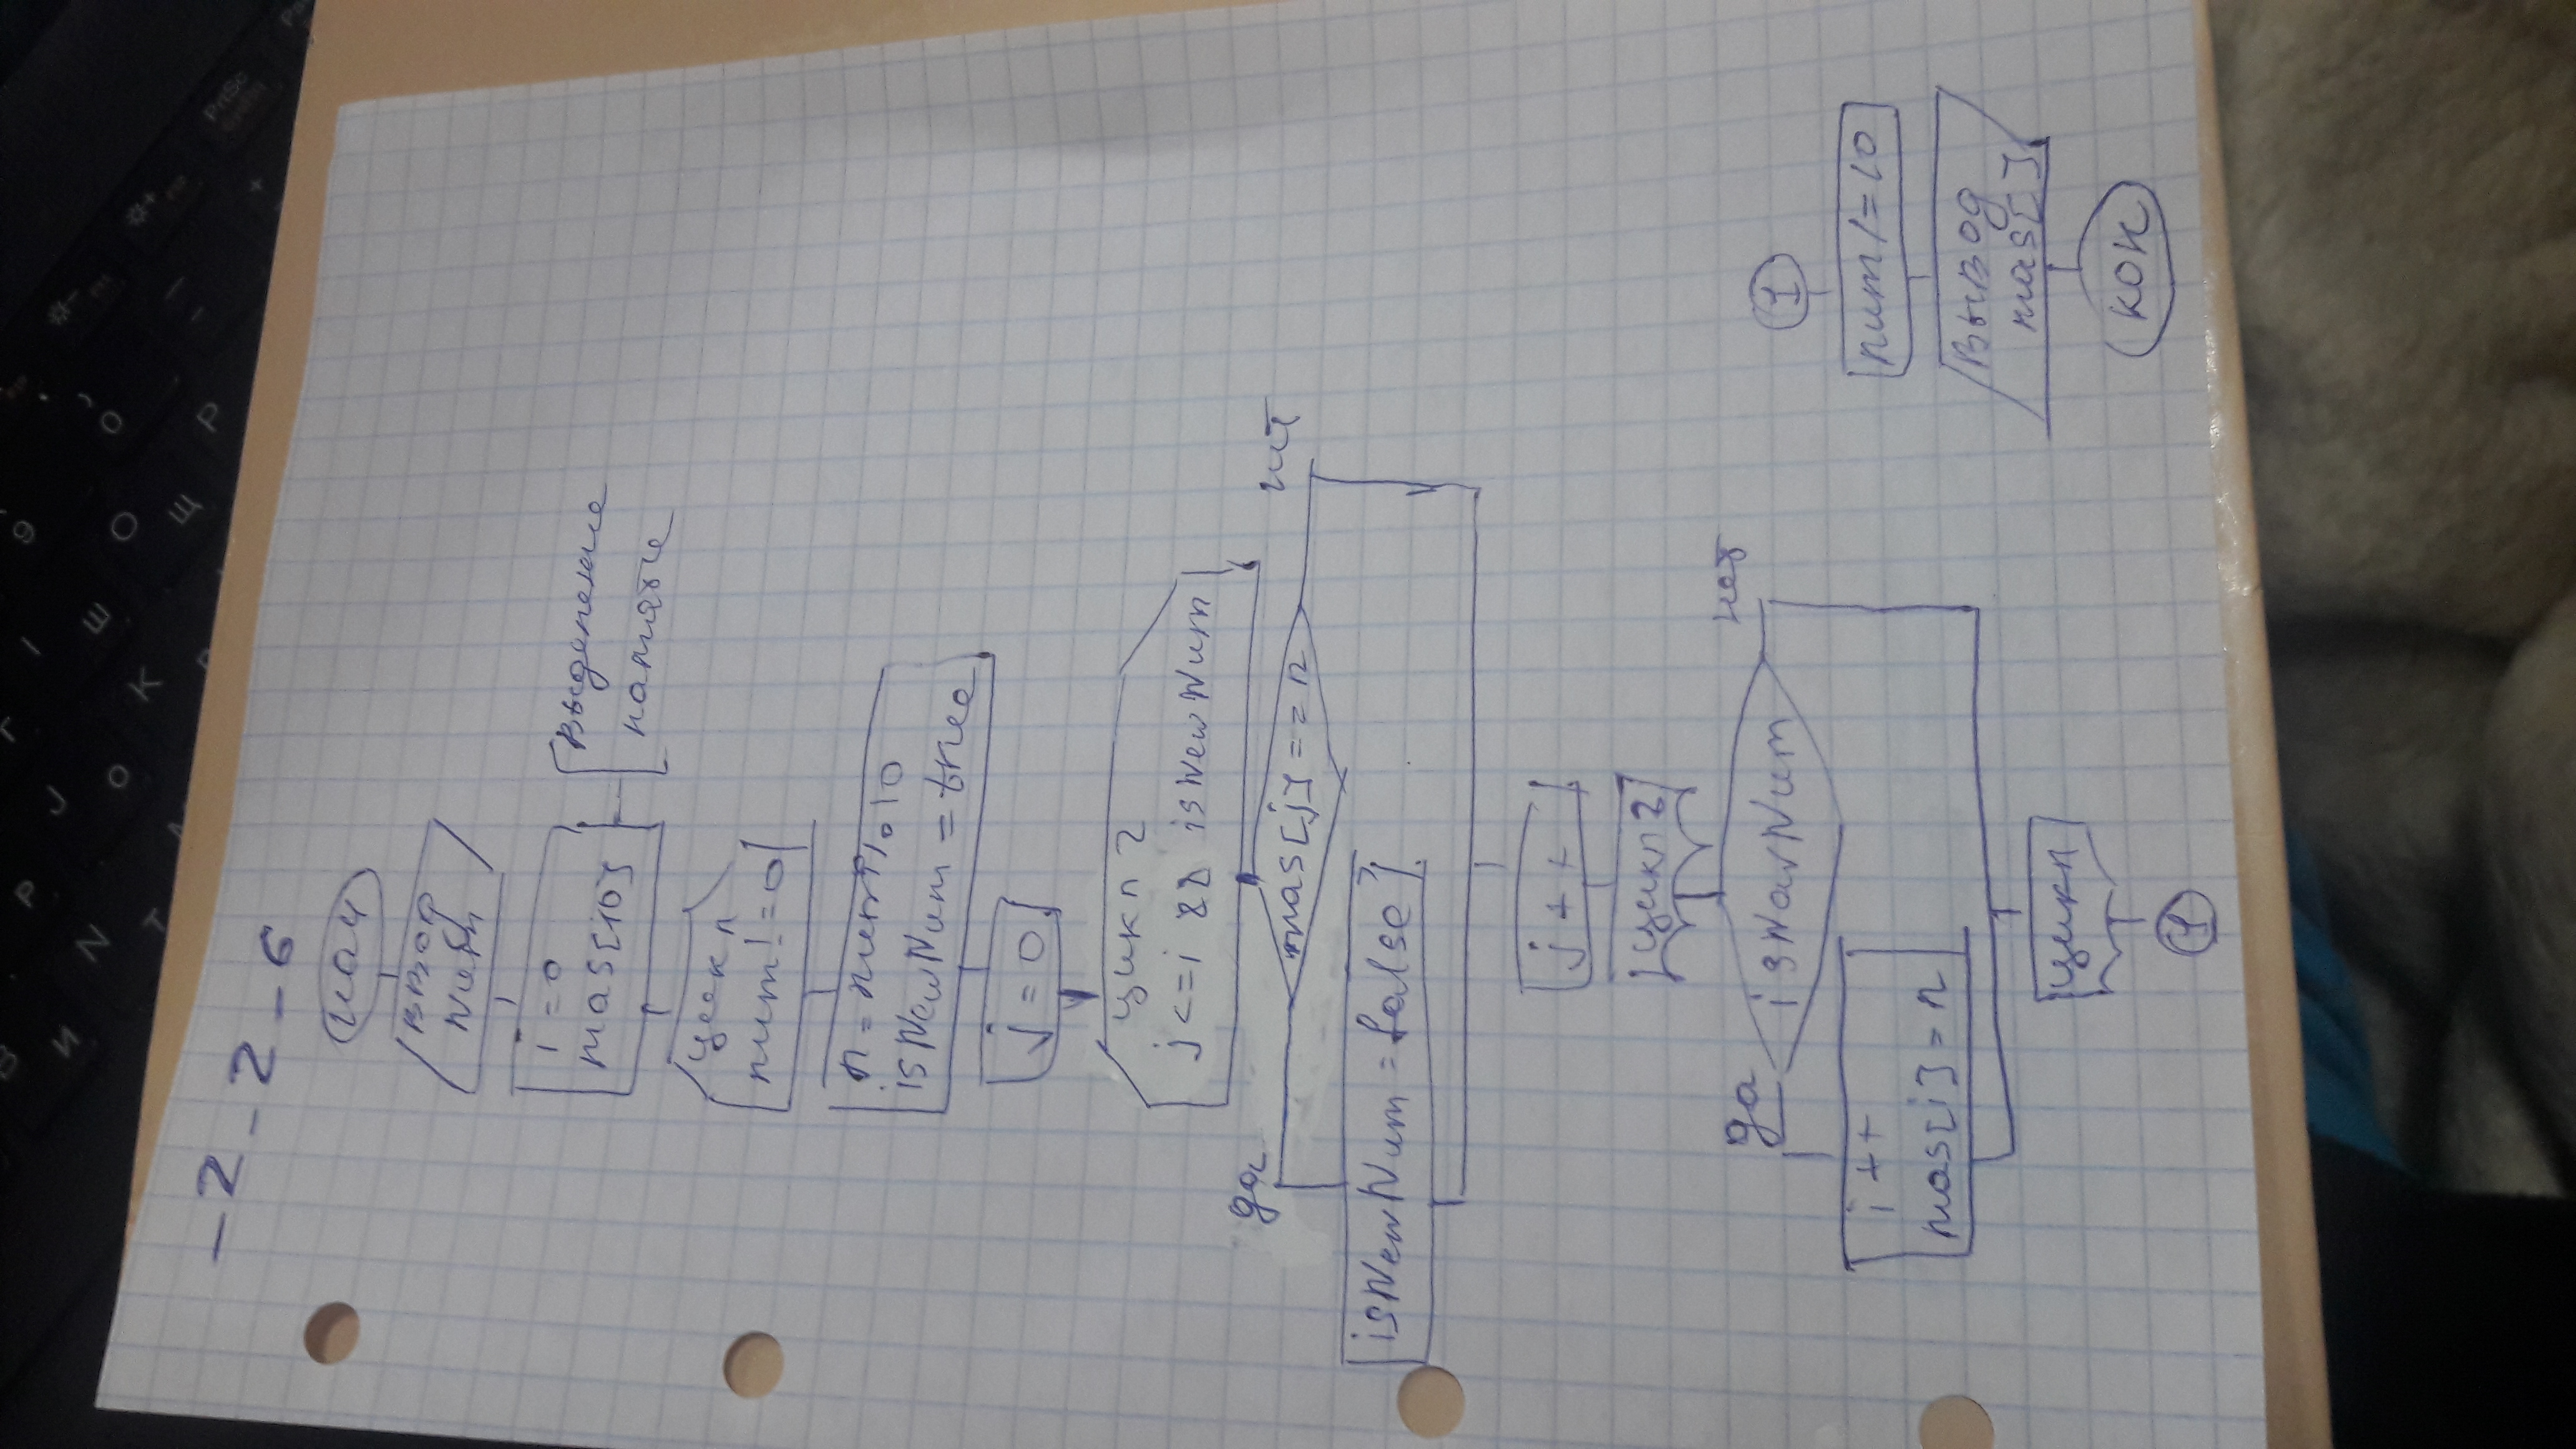 -2-2-6
нач
ввод
num
i=0
mas[10]
выделение
памяти
цикл
num!=0
n=num%10
isNewNum=true
j=0
цикл 2
j<=i && isNewNum
да
mas[j]==n
нет
isNewNum=false
j++
цикл 2
да
isNewNum
нет
i++
mas[i]=n
цикл
1
1
num/=10
вывод
mas[]
кон